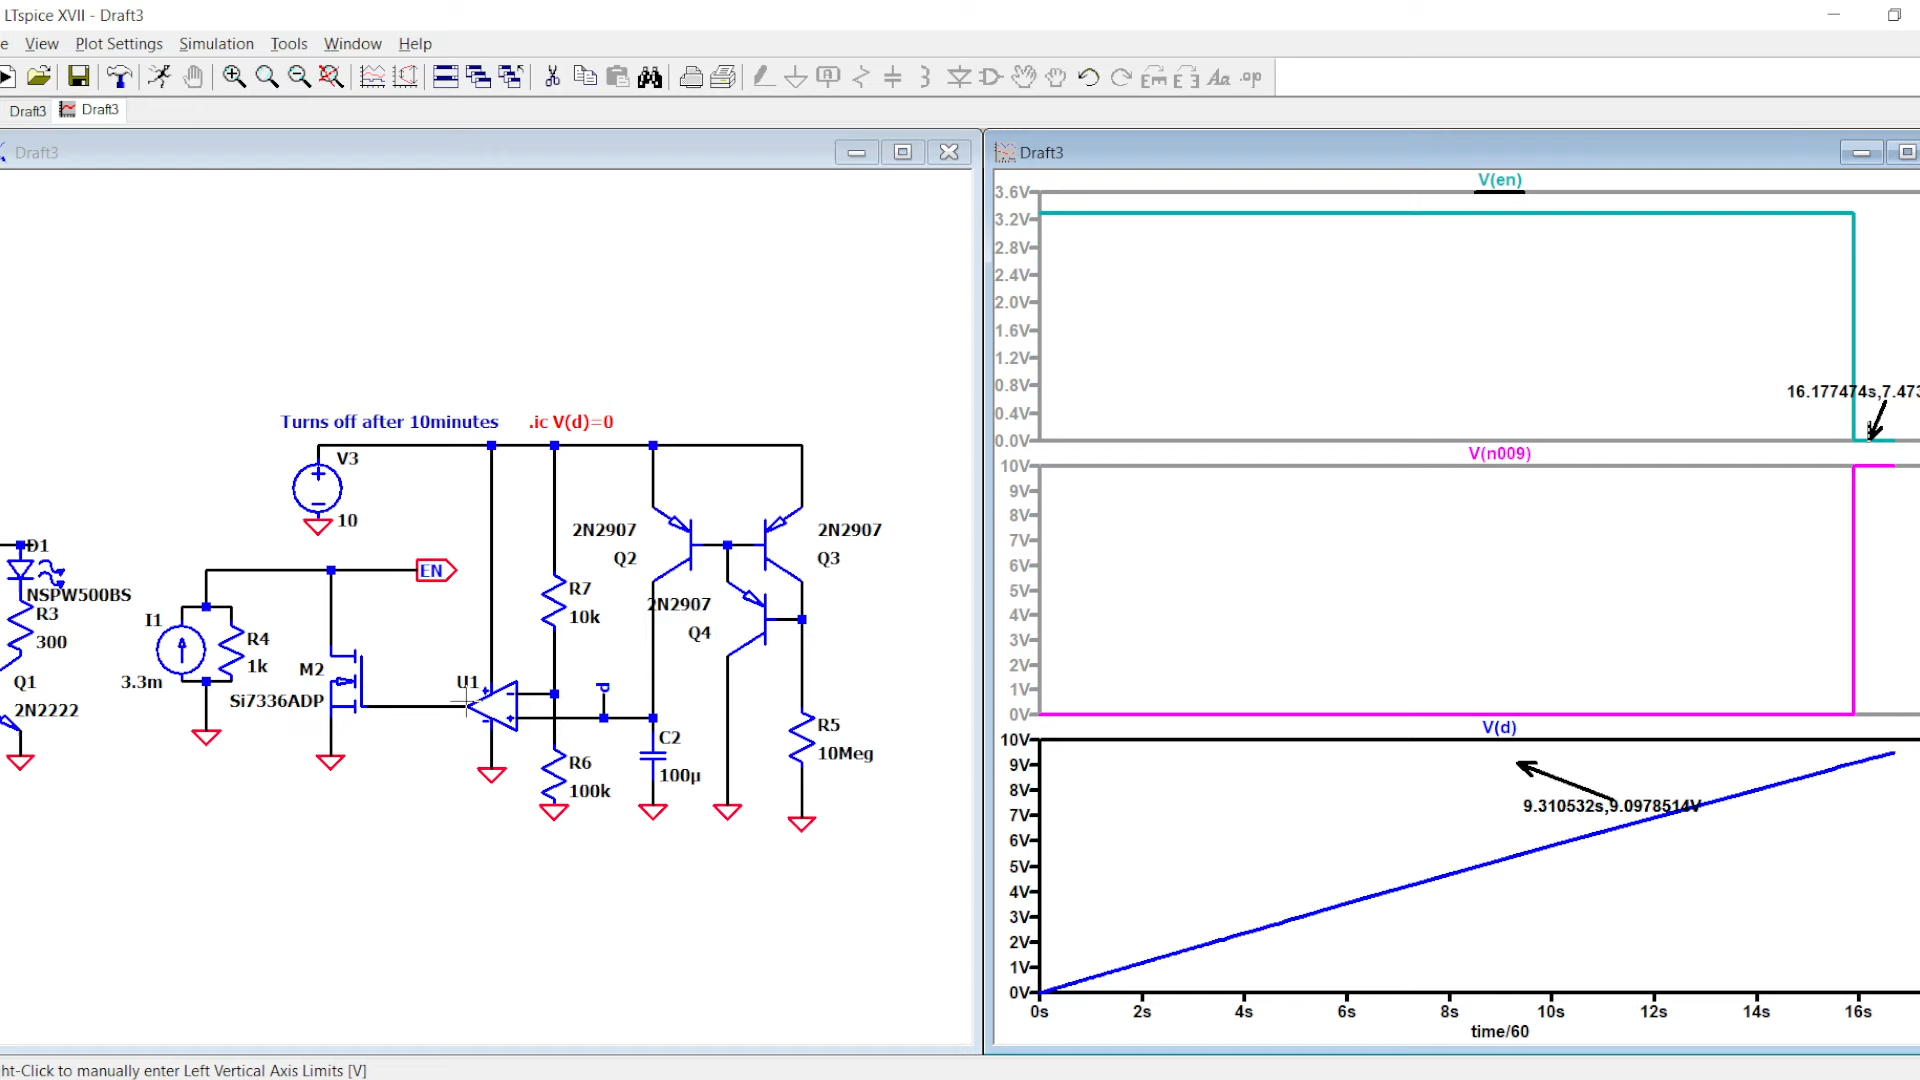 LTspice XVII - Draft3
e View Plot Settings Simulation Tools Window Help
Aa .op
Draft3 Draft3
Draft3
Turns off after 10minutes .ic V(d)=0
V3
10
2N2907
Q2
2N2907
Q3
D1
NSPW500BS
R3
300
EN
R7
10k
2N2907
Q4
I1
3.3m
R4
1k
M2
Si7336ADP
Q1
2N2222
U1
D
C2
100µ
R5
10Meg
R6
100k
Draft3
V(en)
3.6V
3.2V
2.8V
2.4V
2.0V
1.6V
1.2V
0.8V
0.4V
0.0V
16.177474s,7.473
V(n009)
10V
9V
8V
7V
6V
5V
4V
3V
2V
1V
0V
V(d)
10V
9V
8V
7V
6V
5V
4V
3V
2V
1V
0V
9.310532s,9.0978514V
0s 2s 4s 6s 8s 10s 12s 14s 16s
time/60
ht-Click to manually enter Left Vertical Axis Limits [V]